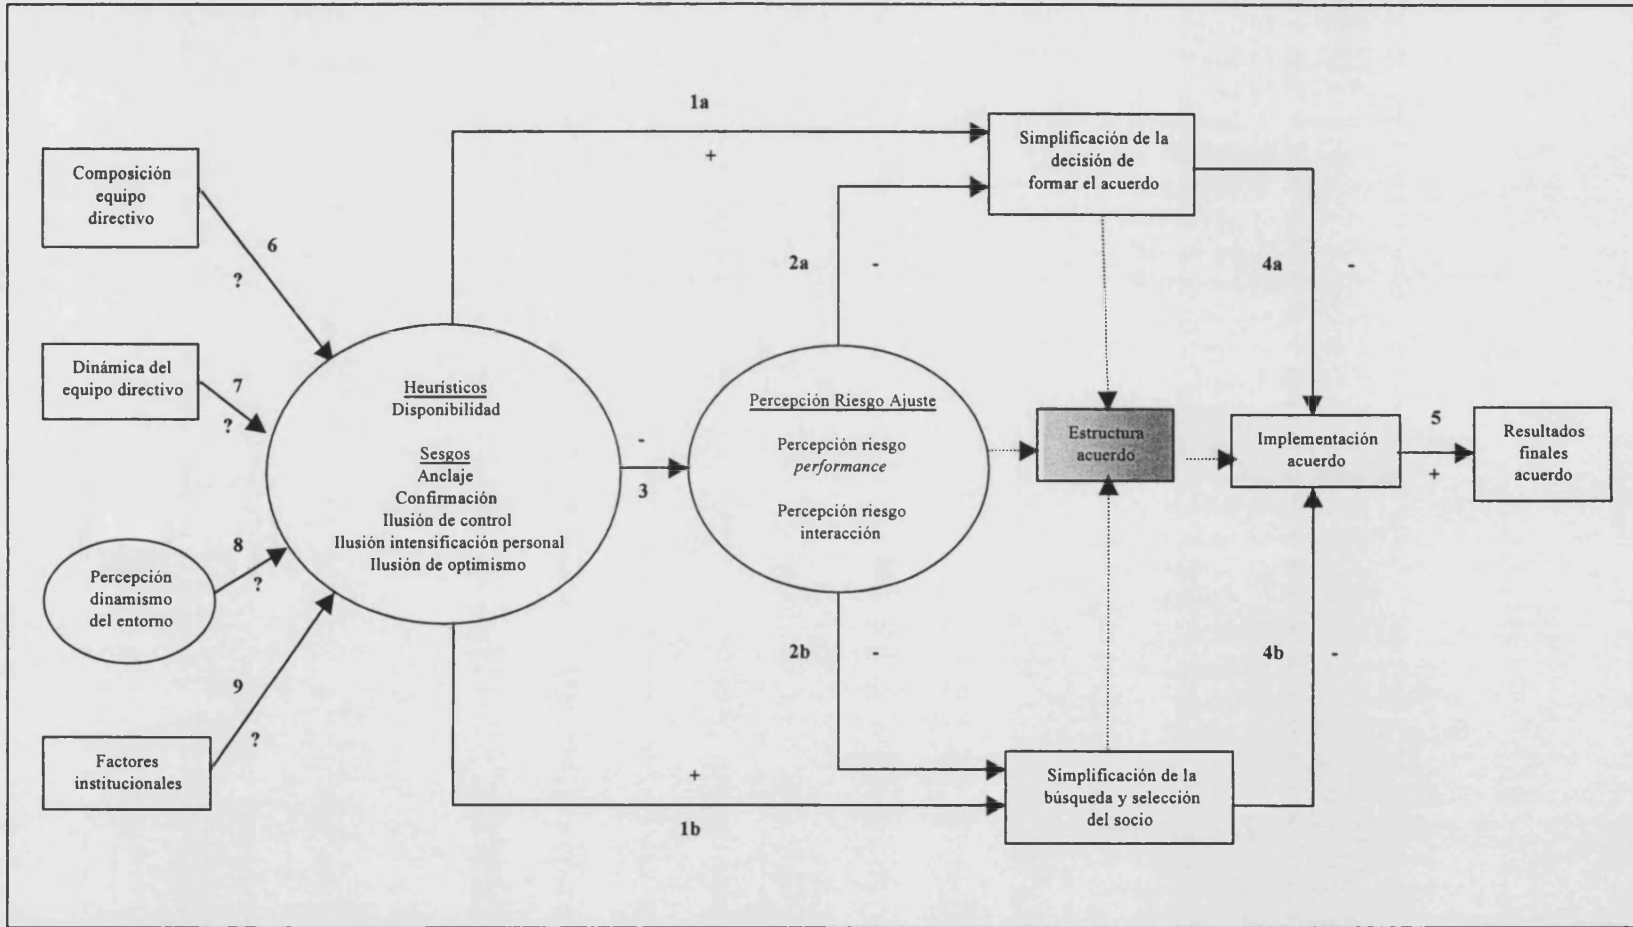 1a
+
Simplificación de la
decisión de
formar el acuerdo
Composición
equipo
directivo
6
?
2a
-
4a
-
Dinámica del
equipo directivo
7
?
Heurísticos
Disponibilidad
Sesgos
Anclaje
Confirmación
Ilusión de control
Ilusión intensificación personal
Ilusión de optimismo
-
3
Percepción Riesgo Ajuste
Percepción riesgo
performance
Percepción riesgo
interacción
Estructura
acuerdo
Implementación
acuerdo
5
+
Resultados
finales
acuerdo
Percepción
dinamismo
del entorno
8
?
9
?
2b
-
4b
-
Factores
institucionales
+
1b
Simplificación de la
búsqueda y selección
del socio